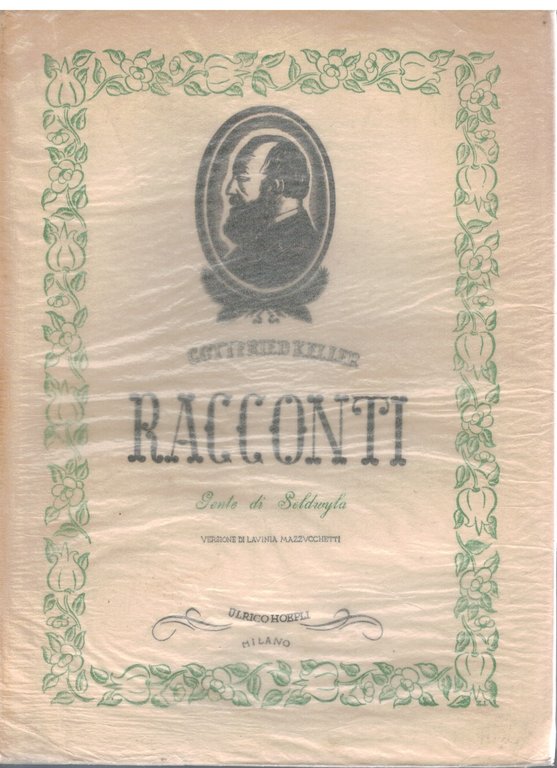 GOTTFRIED KELLER
RACCONTI
Gente di Seldwyla
VERSIONE DI LAVINIA MAZZUCCHETTI
ULRICO HOEPLI
MILANO